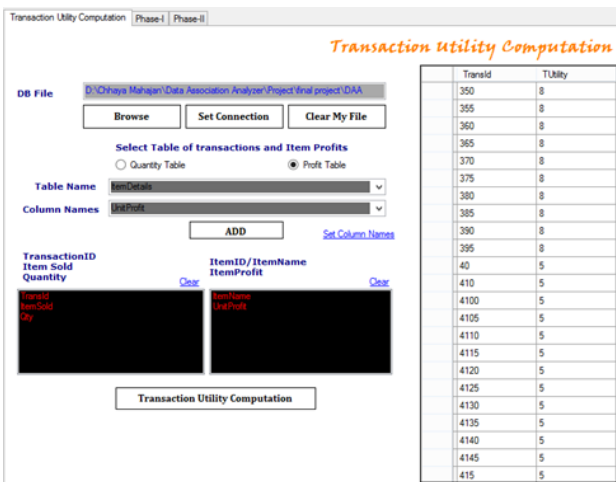 Transaction Utility Computation Phase-I Phase-II
Transaction Utility Computation
DB File
D:\Chhaya Mahajan\Data Association Analyzer\Project\final project\DAA
Browse Set Connection Clear My File
Select Table of transactions and Item Profits
Quantity Table Profit Table
Table Name ItemDetails
Column Names UnitProfit
ADD Set Column Names
TransactionID
Item Sold
Quantity
Clear
ItemID/ItemName
ItemProfit
Clear
TransId
ItemSold
Qty
ItemName
UnitProfit
Transaction Utility Computation
TransId TUtility
350 8
355 8
360 8
365 8
370 8
375 8
380 8
385 8
390 8
395 8
40 5
410 5
4100 5
4105 5
4110 5
4115 5
4120 5
4125 5
4130 5
4135 5
4140 5
4145 5
415 5